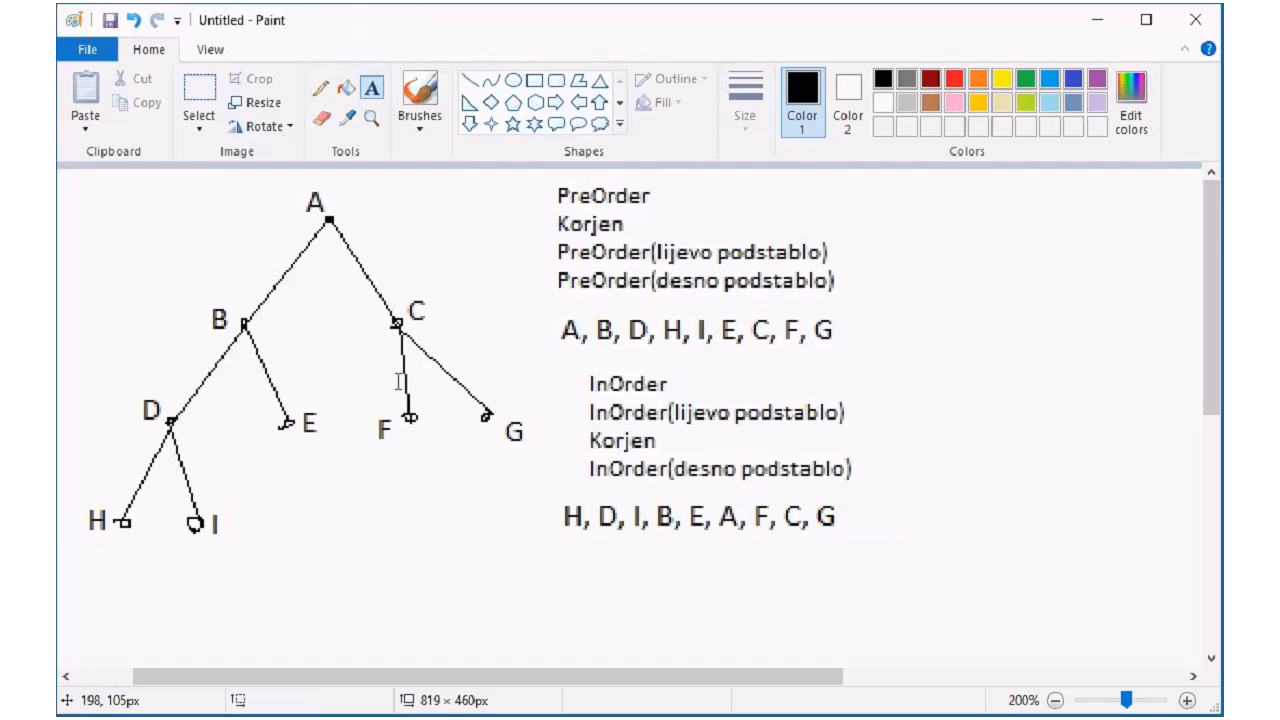 Untitled - Paint
File Home View
Cut
Copy
Paste
Clipboard
Crop
Resize
Rotate
Select
Image
A
Tools
Brushes
Outline
Fill
Shapes
Size
Color 1
Color 2
Edit colors
Colors
A
B
C
D
E
F
G
H
I
PreOrder
Korjen
PreOrder(lijevo podstablo)
PreOrder(desno podstablo)
A, B, D, H, I, E, C, F, G
InOrder
InOrder(lijevo podstablo)
Korjen
InOrder(desno podstablo)
H, D, I, B, E, A, F, C, G
198, 105px
819 × 460px
200%